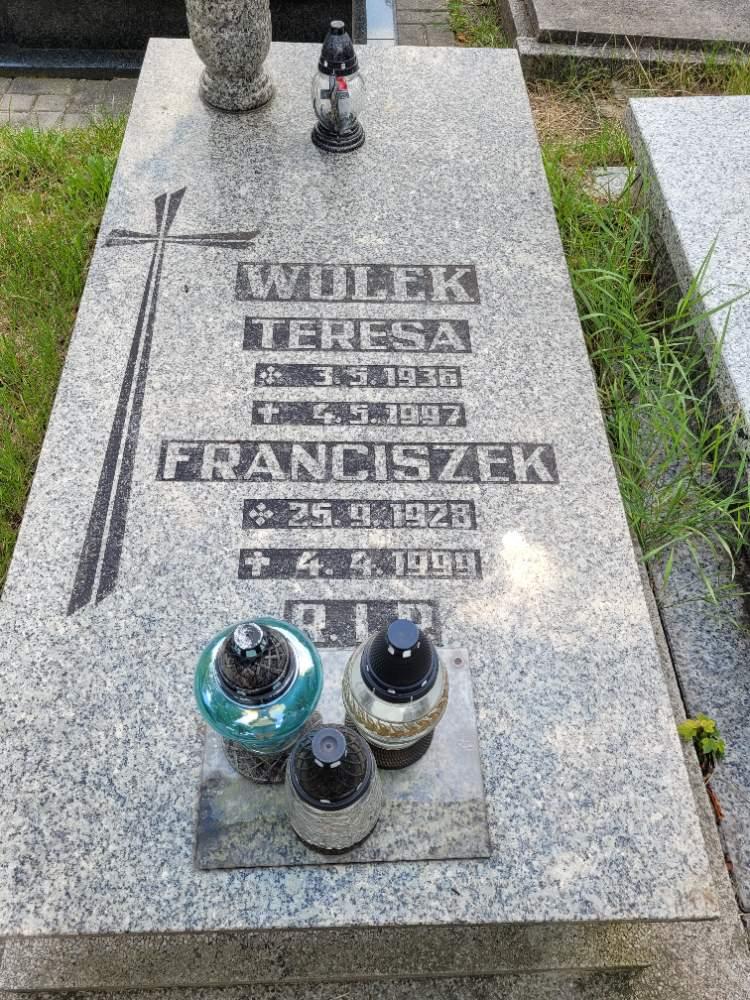 WOLEK
TERESA
3.5.1936
✝ 4.5.1997
FRANCISZEK
25.9.1928
✝ 4.4.1999
R.I.P.